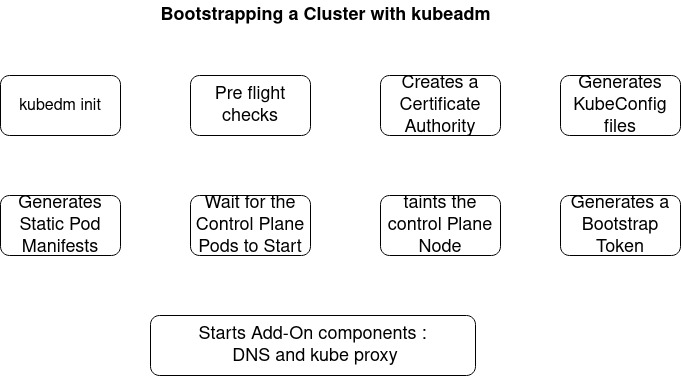 Bootstrapping a Cluster with kubeadm
kubedm init
Pre flight
checks
Creates a
Certificate
Authority
Generates
KubeConfig
files
Generates
Static Pod
Manifests
Wait for the
Control Plane
Pods to Start
taints the
control Plane
Node
Generates a
Bootstrap
Token
Starts Add-On components :
DNS and kube proxy